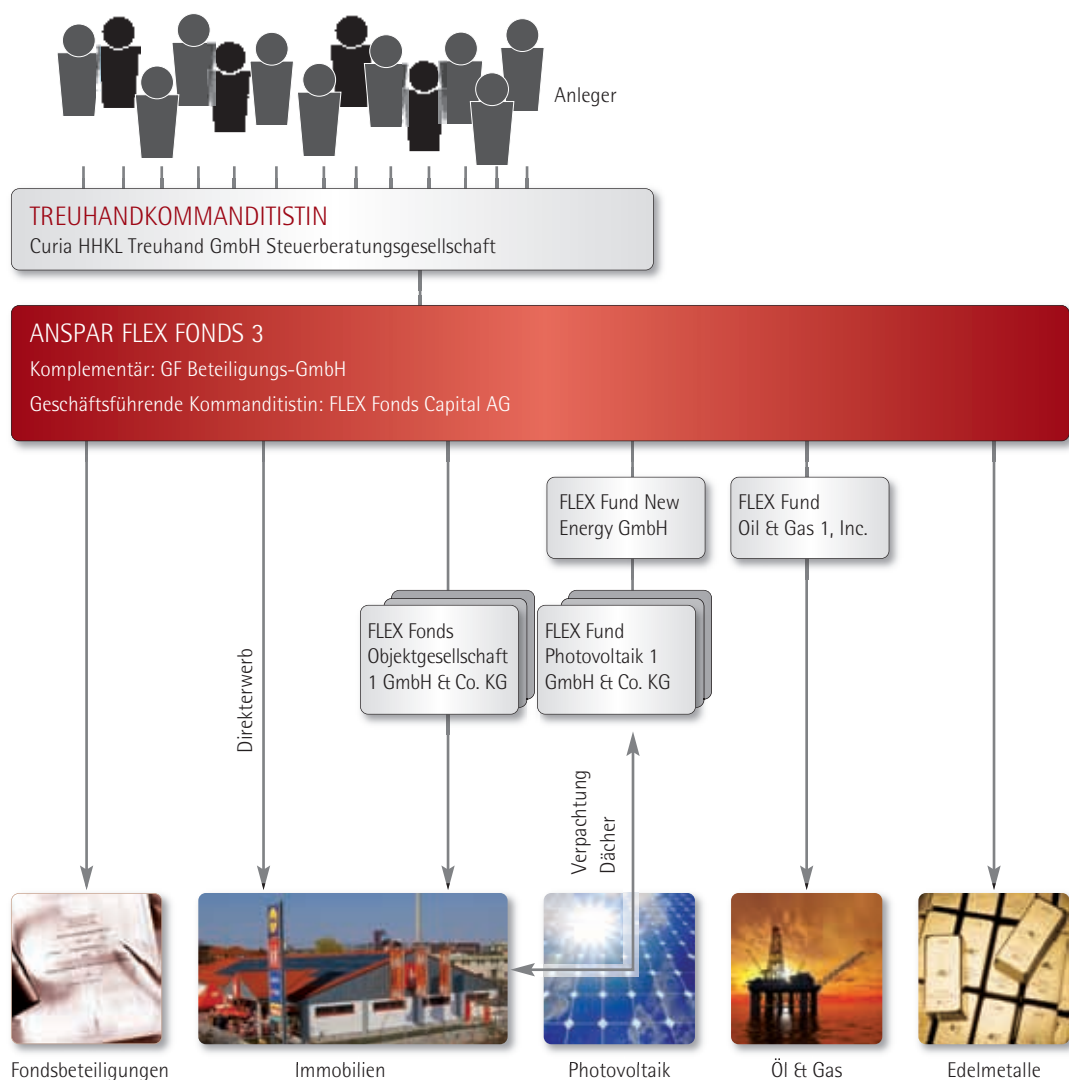 Anleger
TREUHANDKOMMANDITISTIN
Curia HHKL Treuhand GmbH Steuerberatungsgesellschaft
ANSPAR FLEX FONDS 3
Komplementär: GF Beteiligungs-GmbH
Geschäftsführende Kommanditistin: FLEX Fonds Capital AG
FLEX Fund New
Energy GmbH
FLEX Fund
Oil & Gas 1, Inc.
Direkterwerb
FLEX Fonds
Objektgesellschaft
1 GmbH & Co. KG
FLEX Fund
Photovoltaik 1
GmbH & Co. KG
Verpachtung
Dächer
Fondsbeteiligungen
Immobilien
Photovoltaik
Öl & Gas
Edelmetalle